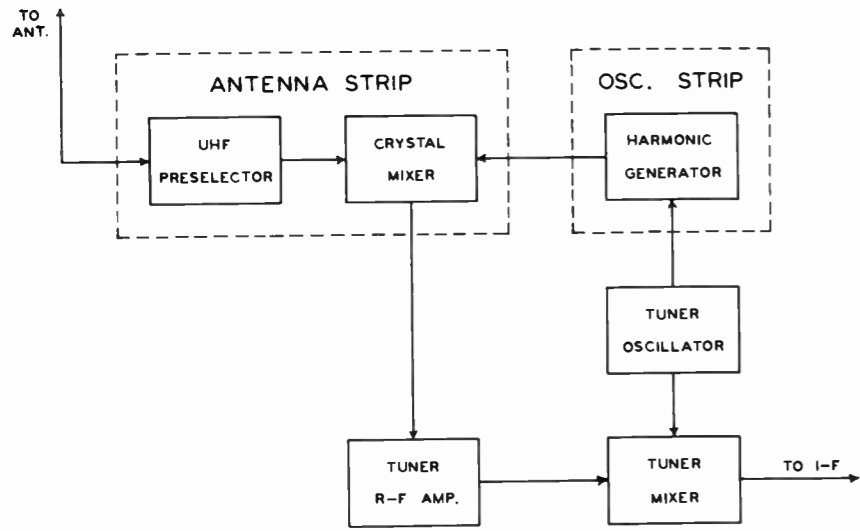 TO
ANT.
ANTENNA STRIP
OSC. STRIP
UHF
PRESELECTOR
CRYSTAL
MIXER
HARMONIC
GENERATOR
TUNER
OSCILLATOR
TUNER
R-F AMP.
TUNER
MIXER
TO I-F